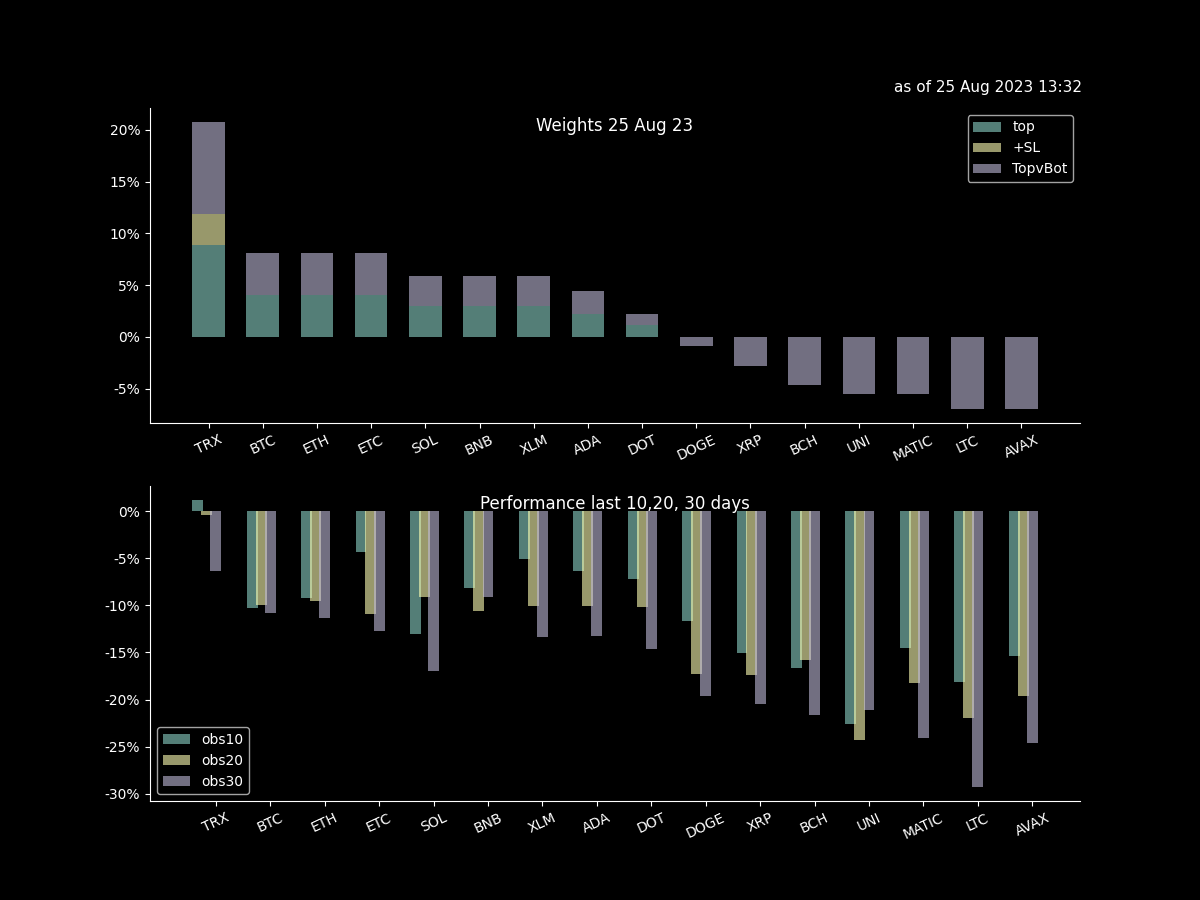 as of 25 Aug 2023 13:32
Weights 25 Aug 23
top
+SL
TopvBot
20%
15%
10%
5%
0%
-5%
TRX BTC ETH ETC SOL BNB XLM ADA DOT DOGE XRP BCH UNI MATIC LTC AVAX
Performance last 10,20, 30 days
0%
-5%
-10%
-15%
-20%
-25%
-30%
obs10
obs20
obs30
TRX BTC ETH ETC SOL BNB XLM ADA DOT DOGE XRP BCH UNI MATIC LTC AVAX